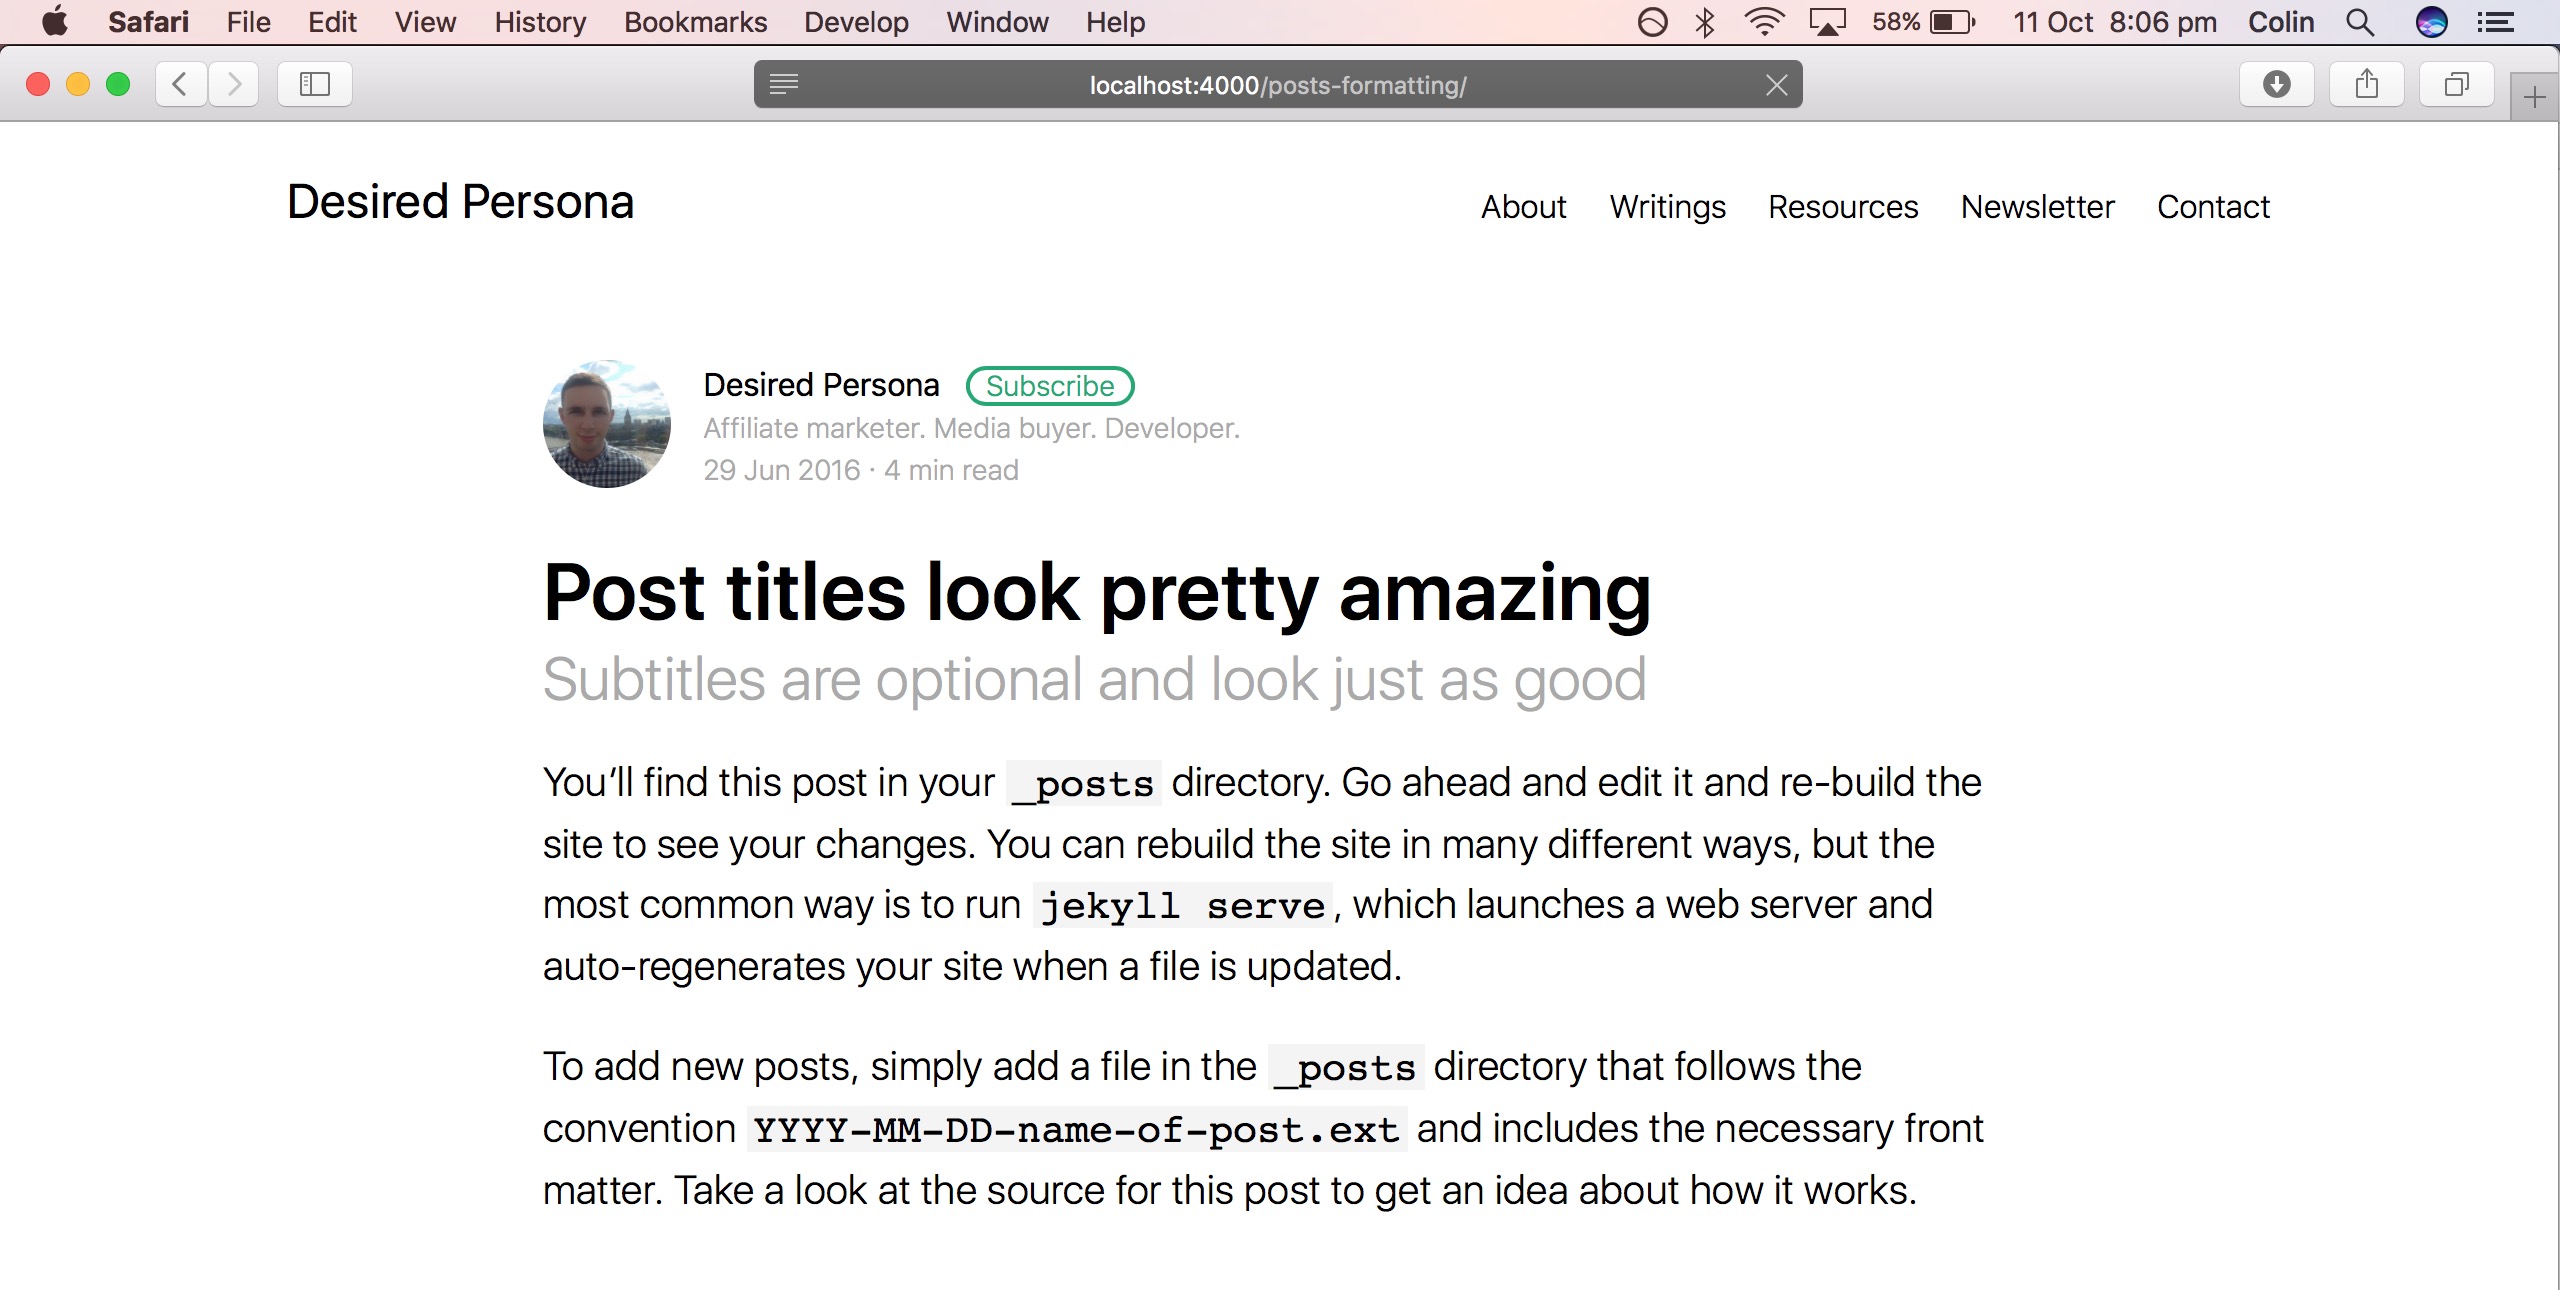 Safari File Edit View History Bookmarks Develop Window Help 58% 11 Oct 8:06 pm Colin
localhost:4000/posts-formatting/
Desired Persona About Writings Resources Newsletter Contact
Desired Persona Subscribe
Affiliate marketer. Media buyer. Developer.
29 Jun 2016 · 4 min read
Post titles look pretty amazing
Subtitles are optional and look just as good
You’ll find this post in your _posts directory. Go ahead and edit it and re-build the
site to see your changes. You can rebuild the site in many different ways, but the
most common way is to run jekyll serve, which launches a web server and
auto-regenerates your site when a file is updated.
To add new posts, simply add a file in the _posts directory that follows the
convention YYYY-MM-DD-name-of-post.ext and includes the necessary front
matter. Take a look at the source for this post to get an idea about how it works.